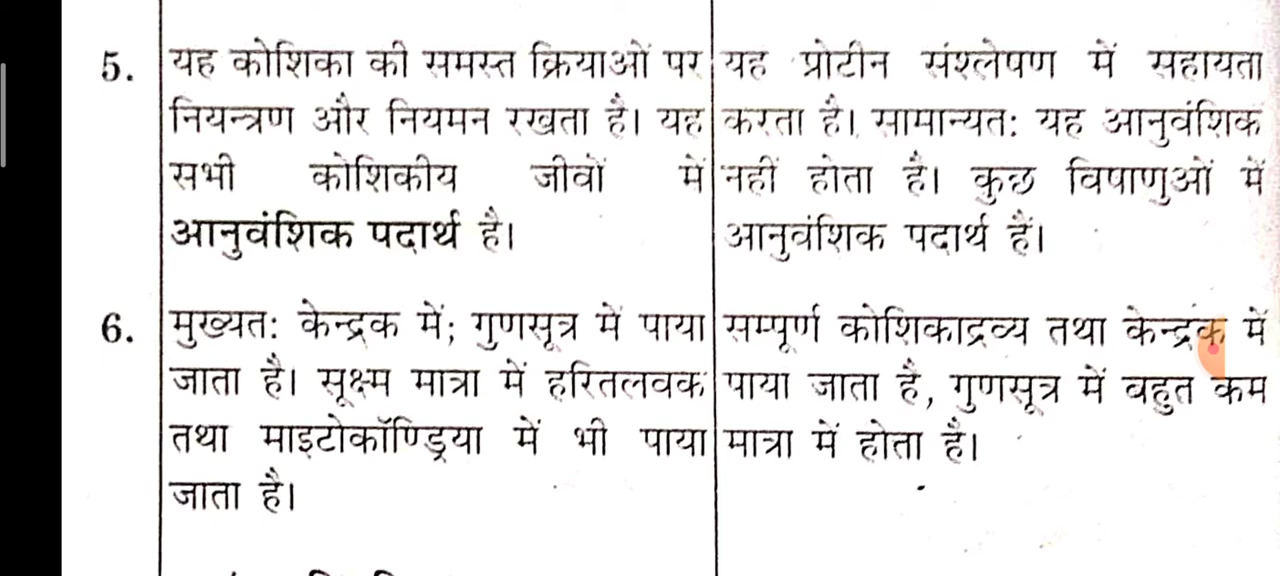 5.
यह कोशिका की समस्त क्रियाओं पर
नियन्त्रण और नियमन रखता है। यह
सभी कोशिकीय जीवों में
आनुवंशिक पदार्थ है।
यह प्रोटीन संश्लेषण में सहायता
करता है। सामान्यतः यह आनुवंशिक
नहीं होता है। कुछ विषाणुओं में
आनुवंशिक पदार्थ हैं।
6.
मुख्यतः केन्द्रक में; गुणसूत्र में पाया
जाता है। सूक्ष्म मात्रा में हरितलवक
तथा माइटोकॉण्ड्रिया में भी पाया
जाता है।
सम्पूर्ण कोशिकाद्रव्य तथा केन्द्रक में
पाया जाता है, गुणसूत्र में बहुत कम
मात्रा में होता है।